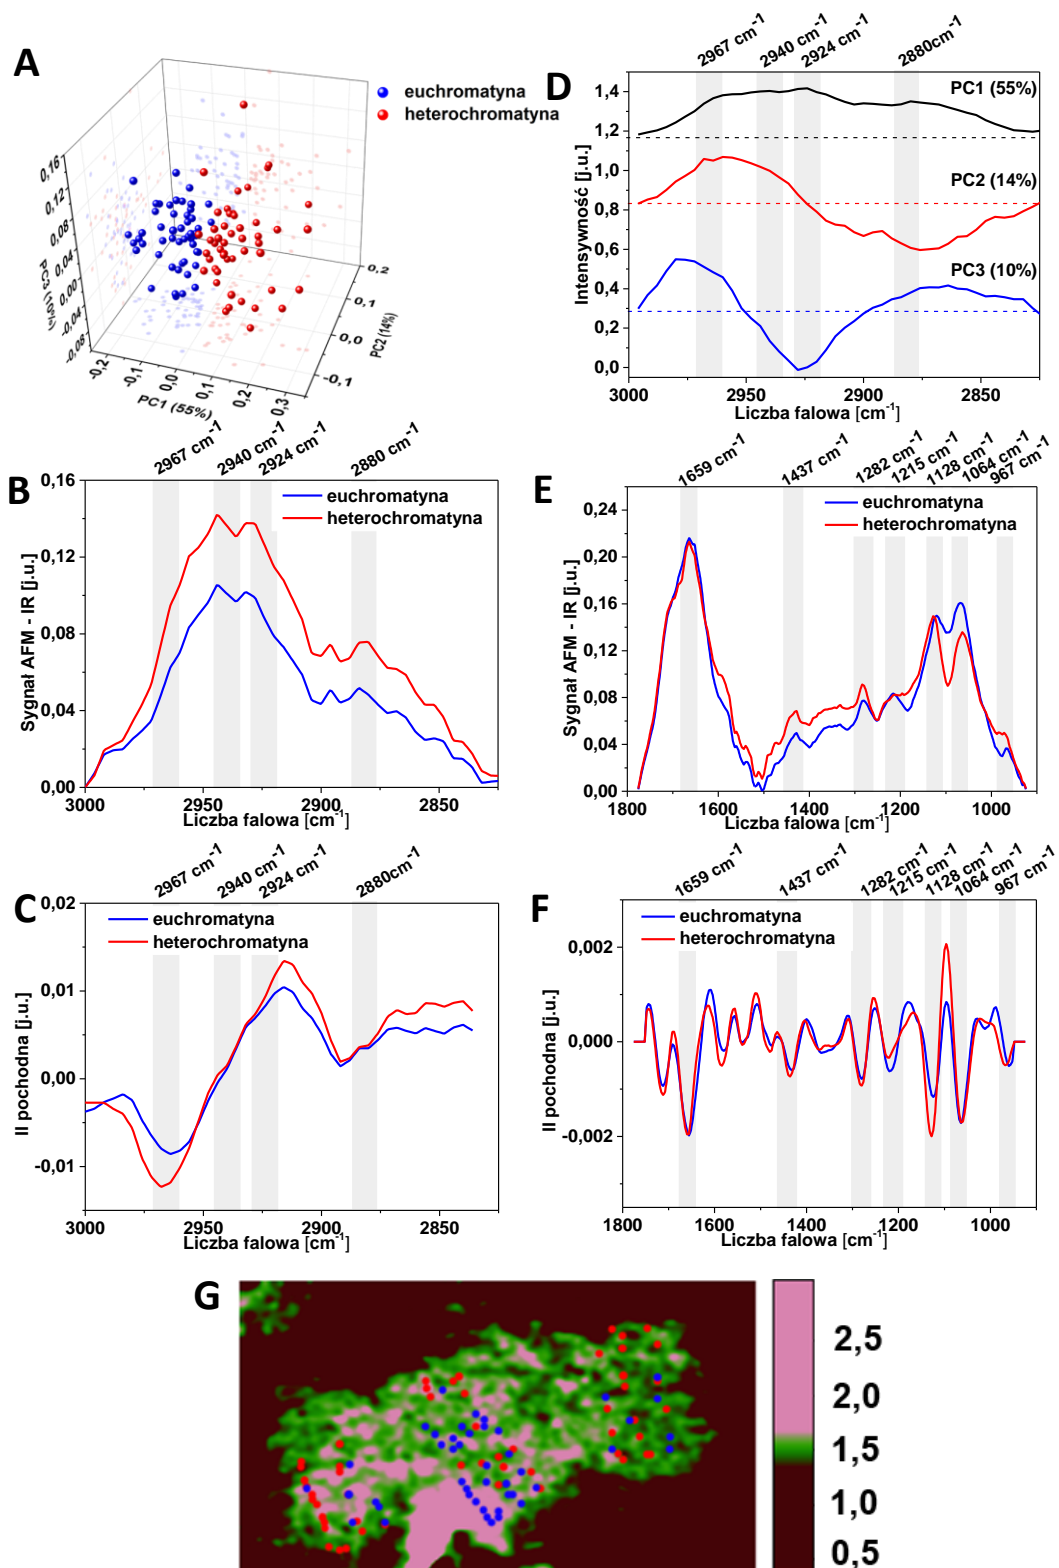 A
euchromatyna
heterochromatyna
0,16
0,12
0,08
0,04
0,00
-0,04
-0,08
PC3 (10%)
-0,2
-0,1
0,0
0,1
0,2
0,3
PC1 (55%)
0,2
0,1
0,0
-0,1
PC2 (14%)
D
2967 cm⁻¹
2940 cm⁻¹
2924 cm⁻¹
2880cm⁻¹
PC1 (55%)
PC2 (14%)
PC3 (10%)
1,4
1,2
1,0
0,8
0,6
0,4
0,2
0,0
Intensywność [j.u.]
3000
2950
2900
2850
Liczba falowa [cm⁻¹]
B
2967 cm⁻¹
2940 cm⁻¹
2924 cm⁻¹
2880 cm⁻¹
euchromatyna
heterochromatyna
0,16
0,12
0,08
0,04
0,00
Sygnał AFM - IR [j.u.]
3000
2950
2900
2850
Liczba falowa [cm⁻¹]
E
1659 cm⁻¹
1437 cm⁻¹
1282 cm⁻¹
1215 cm⁻¹
1128 cm⁻¹
1064 cm⁻¹
967 cm⁻¹
euchromatyna
heterochromatyna
0,24
0,20
0,16
0,12
0,08
0,04
0,00
Sygnał AFM - IR [j.u.]
1800
1600
1400
1200
1000
Liczba falowa [cm⁻¹]
C
2967 cm⁻¹
2940 cm⁻¹
2924 cm⁻¹
2880cm⁻¹
euchromatyna
heterochromatyna
0,02
0,01
0,00
-0,01
II pochodna [j.u.]
3000
2950
2900
2850
Liczba falowa [cm⁻¹]
F
1659 cm⁻¹
1437 cm⁻¹
1282 cm⁻¹
1215 cm⁻¹
1128 cm⁻¹
1064 cm⁻¹
967 cm⁻¹
euchromatyna
heterochromatyna
0,002
0,000
-0,002
II pochodna [j.u.]
1800
1600
1400
1200
1000
Liczba falowa [cm⁻¹]
G
2,5
2,0
1,5
1,0
0,5